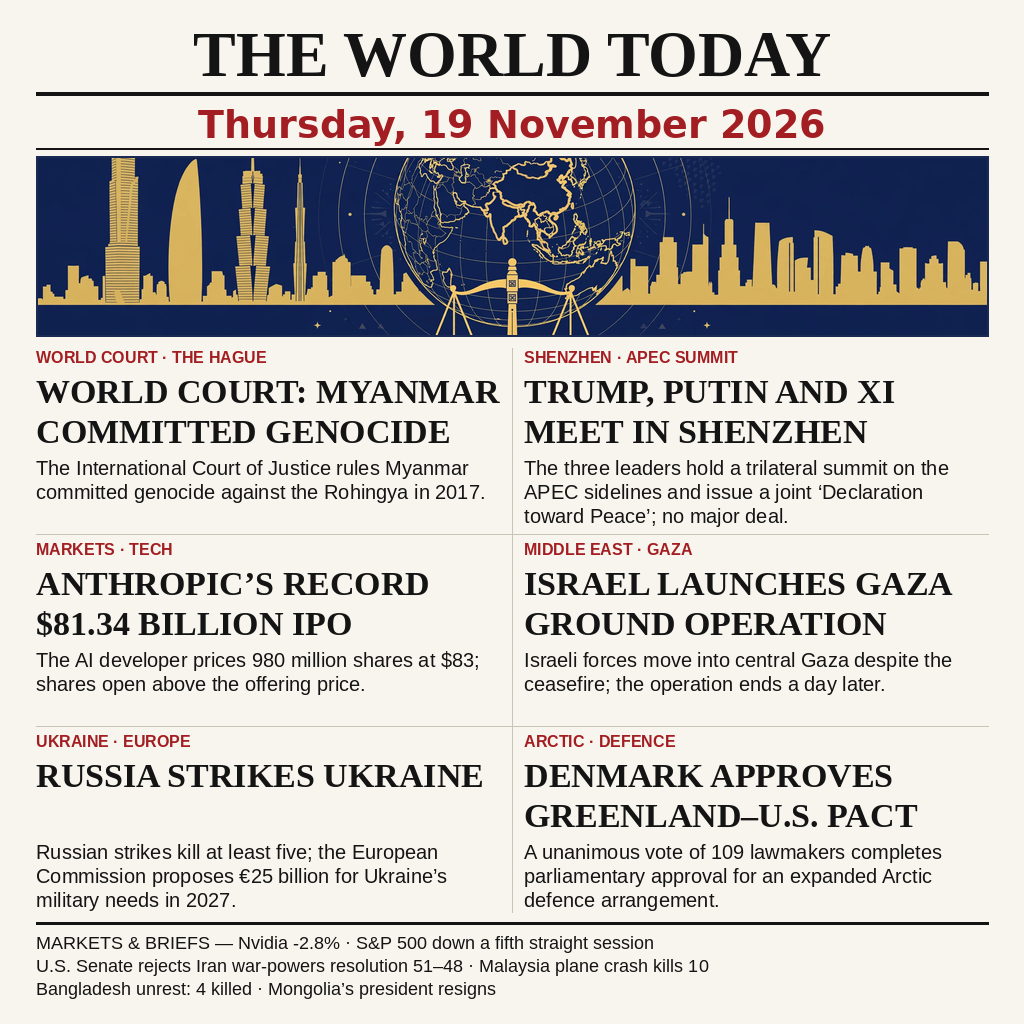 THE WORLD TODAY
Thursday, 19 November 2026
WORLD COURT · THE HAGUE
WORLD COURT: MYANMAR
COMMITTED GENOCIDE
The International Court of Justice rules Myanmar
committed genocide against the Rohingya in 2017.
SHENZHEN · APEC SUMMIT
TRUMP, PUTIN AND XI
MEET IN SHENZHEN
The three leaders hold a trilateral summit on the
APEC sidelines and issue a joint ‘Declaration
toward Peace’; no major deal.
MARKETS · TECH
ANTHROPIC’S RECORD
$81.34 BILLION IPO
The AI developer prices 980 million shares at $83;
shares open above the offering price.
MIDDLE EAST · GAZA
ISRAEL LAUNCHES GAZA
GROUND OPERATION
Israeli forces move into central Gaza despite the
ceasefire; the operation ends a day later.
UKRAINE · EUROPE
RUSSIA STRIKES UKRAINE
Russian strikes kill at least five; the European
Commission proposes €25 billion for Ukraine’s
military needs in 2027.
ARCTIC · DEFENCE
DENMARK APPROVES
GREENLAND–U.S. PACT
A unanimous vote of 109 lawmakers completes
parliamentary approval for an expanded Arctic
defence arrangement.
MARKETS & BRIEFS — Nvidia -2.8% · S&P 500 down a fifth straight session
U.S. Senate rejects Iran war-powers resolution 51–48 · Malaysia plane crash kills 10
Bangladesh unrest: 4 killed · Mongolia’s president resigns